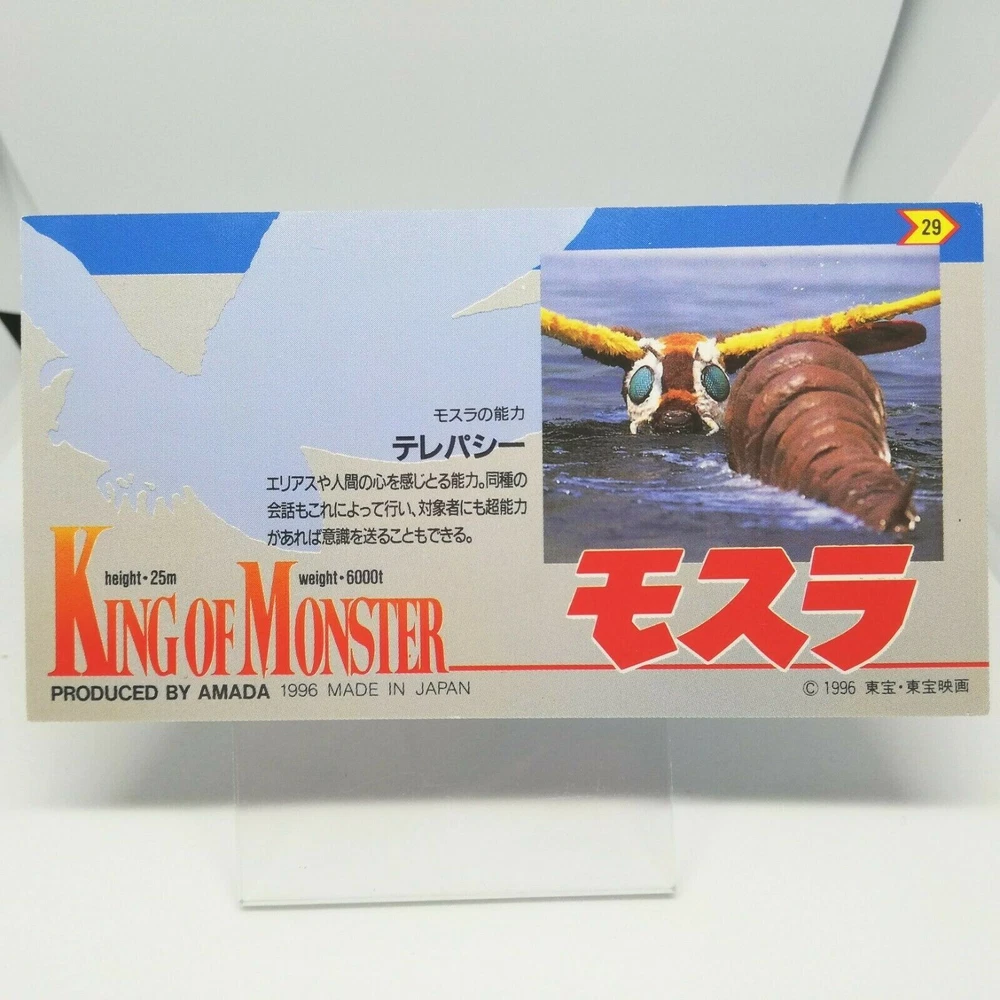 29
モスラの能力
テレパシー
エリアスや人間の心を感じとる能力。同種の
会話もこれによって行い、対象者にも超能力
があれば意識を送ることもできる。
height・25m weight・6000t
KING OF MONSTER
モスラ
PRODUCED BY AMADA 1996 MADE IN JAPAN
© 1996 東宝・東宝映画